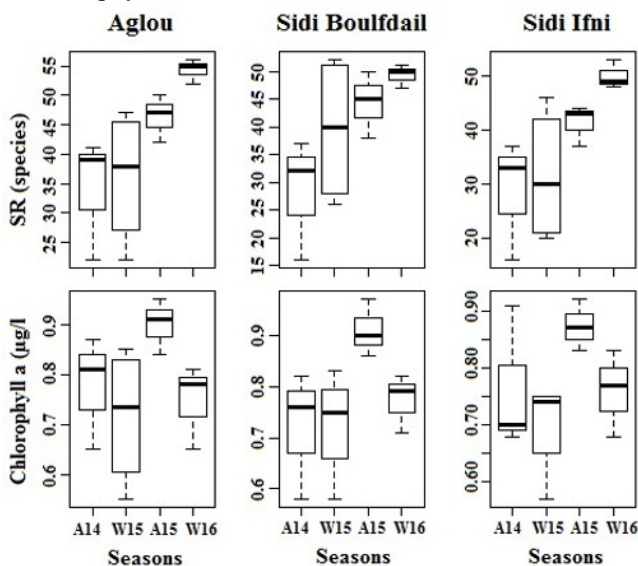 Aglou Sidi Boulfdail Sidi Ifni
SR (species)
25 30 35 40 45 50 55
15 20 30 40 50
20 30 40 50
Chlorophyll a (µg/l
0.6 0.7 0.8 0.9
0.6 0.7 0.8 0.9
0.60 0.70 0.80 0.90
A14 W15 A15 W16 A14 W15 A15 W16 A14 W15 A15 W16
Seasons Seasons Seasons